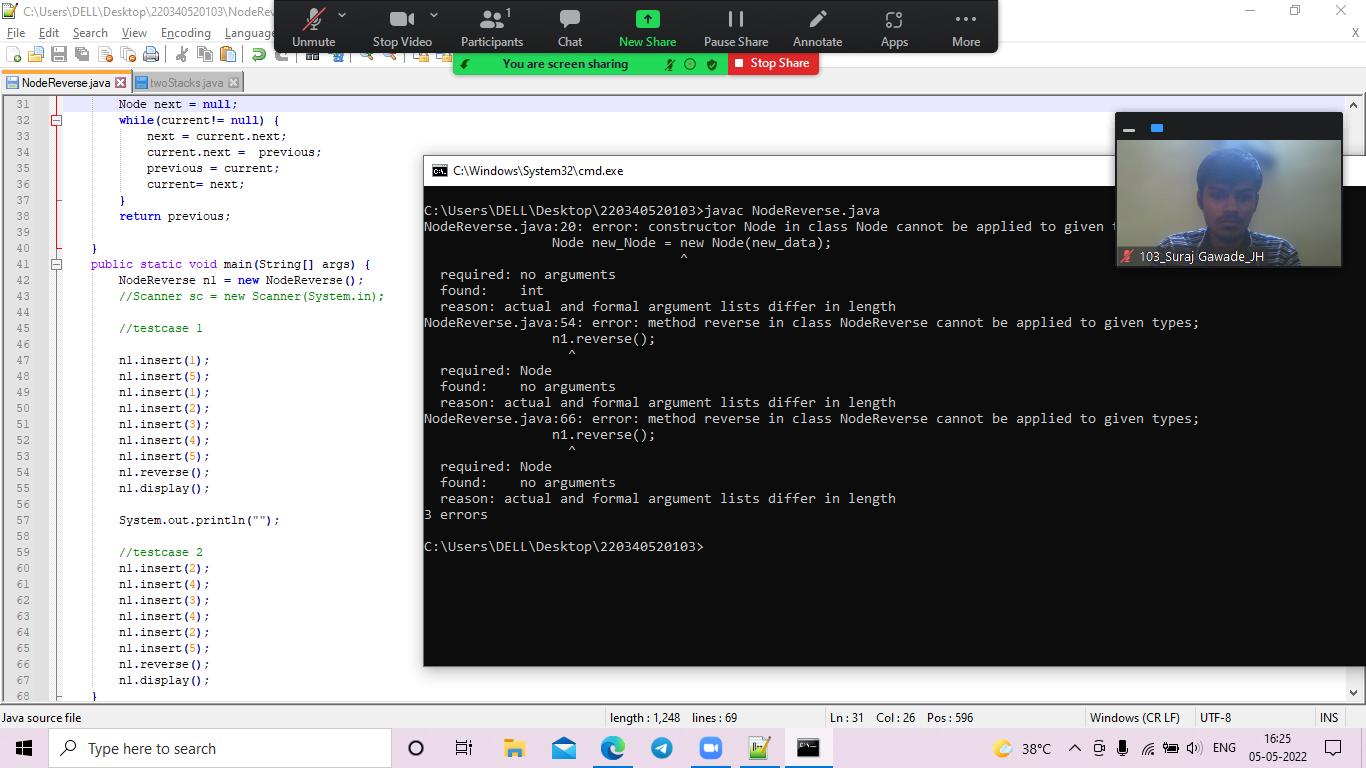 C:\Users\DELL\Desktop\220340520103\NodeRever
File Edit Search View Encoding Language
X
Unmute
Stop Video
1
Participants
Chat
New Share
Pause Share
Annotate
Apps
More
You are screen sharing
Stop Share
NodeReverse.java
twoStacks.java
31 Node next = null;
32 while(current!= null) {
33 next = current.next;
34 current.next =  previous;
35 previous = current;
36 current= next;
37 }
38 return previous;
39
40 }
41 public static void main(String[] args) {
42 NodeReverse n1 = new NodeReverse();
43 //Scanner sc = new Scanner(System.in);
44
45 //testcase 1
46
47 n1.insert(1);
48 n1.insert(5);
49 n1.insert(1);
50 n1.insert(2);
51 n1.insert(3);
52 n1.insert(4);
53 n1.insert(5);
54 n1.reverse();
55 n1.display();
56
57 System.out.println("");
58
59 //testcase 2
60 n1.insert(2);
61 n1.insert(4);
62 n1.insert(3);
63 n1.insert(4);
64 n1.insert(2);
65 n1.insert(5);
66 n1.reverse();
67 n1.display();
68 }
C:\Windows\System32\cmd.exe
C:\Users\DELL\Desktop\220340520103>javac NodeReverse.java
NodeReverse.java:20: error: constructor Node in class Node cannot be applied to given
Node new_Node = new Node(new_data);
^
required: no arguments
found:    int
reason: actual and formal argument lists differ in length
NodeReverse.java:54: error: method reverse in class NodeReverse cannot be applied to given types;
n1.reverse();
^
required: Node
found:    no arguments
reason: actual and formal argument lists differ in length
NodeReverse.java:66: error: method reverse in class NodeReverse cannot be applied to given types;
n1.reverse();
^
required: Node
found:    no arguments
reason: actual and formal argument lists differ in length
3 errors
C:\Users\DELL\Desktop\220340520103>
103_Suraj Gawade_JH
Java source file
length : 1,248 lines : 69
Ln : 31 Col : 26 Pos : 596
Windows (CR LF)
UTF-8
INS
Type here to search
38°C
ENG
16:25
05-05-2022